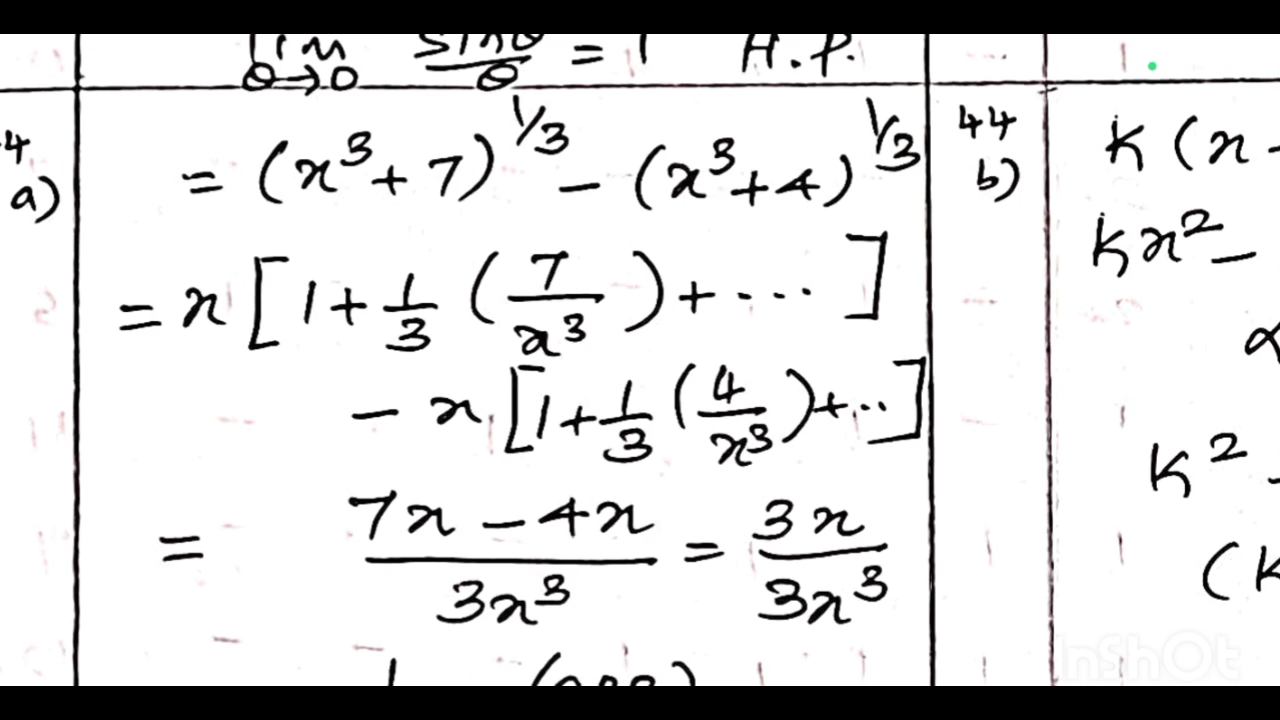 lim θ→0 sinθ/θ = 1 H.P.
4 a)
= (x³ + 7)^1/3 − (x³ + 4)^1/3
= x [ 1 + 1/3 ( 7/x³ ) + ... ]
− x [ 1 + 1/3 ( 4/x³ ) + .. ]
= 7x − 4x / 3x³ = 3x / 3x³
44 b)
K (x -
Kx² −
α
K² -
(K
InShOt